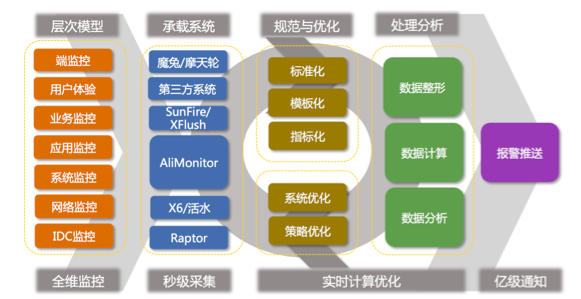 层次模型
承载系统
规范与优化
处理分析
端监控
用户体验
业务监控
应用监控
系统监控
网络监控
IDC监控
魔兔/摩天轮
第三方系统
SunFire/
XFlush
AliMonitor
X6/活水
Raptor
标准化
模板化
指标化
系统优化
策略优化
数据整形
数据计算
数据分析
报警推送
全维监控
秒级采集
实时计算优化
亿级通知